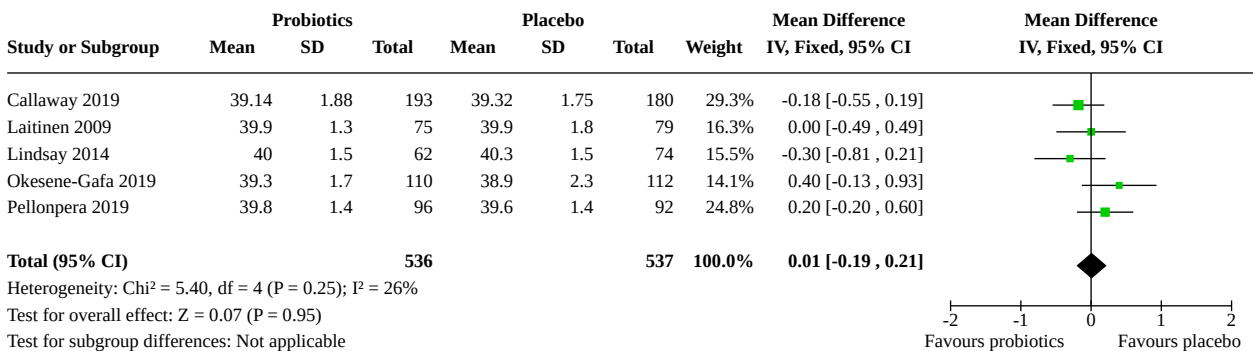 Probiotics Placebo Mean Difference Mean Difference
Study or Subgroup Mean SD Total Mean SD Total Weight IV, Fixed, 95% CI IV, Fixed, 95% CI
Callaway 2019 39.14 1.88 193 39.32 1.75 180 29.3% -0.18 [-0.55 , 0.19]
Laitinen 2009 39.9 1.3 75 39.9 1.8 79 16.3% 0.00 [-0.49 , 0.49]
Lindsay 2014 40 1.5 62 40.3 1.5 74 15.5% -0.30 [-0.81 , 0.21]
Okesene-Gafa 2019 39.3 1.7 110 38.9 2.3 112 14.1% 0.40 [-0.13 , 0.93]
Pellonpera 2019 39.8 1.4 96 39.6 1.4 92 24.8% 0.20 [-0.20 , 0.60]
Total (95% CI) 536 537 100.0% 0.01 [-0.19 , 0.21]
Heterogeneity: Chi² = 5.40, df = 4 (P = 0.25); I² = 26%
Test for overall effect: Z = 0.07 (P = 0.95)
-2 -1 0 1 2
Test for subgroup differences: Not applicable Favours probiotics Favours placebo